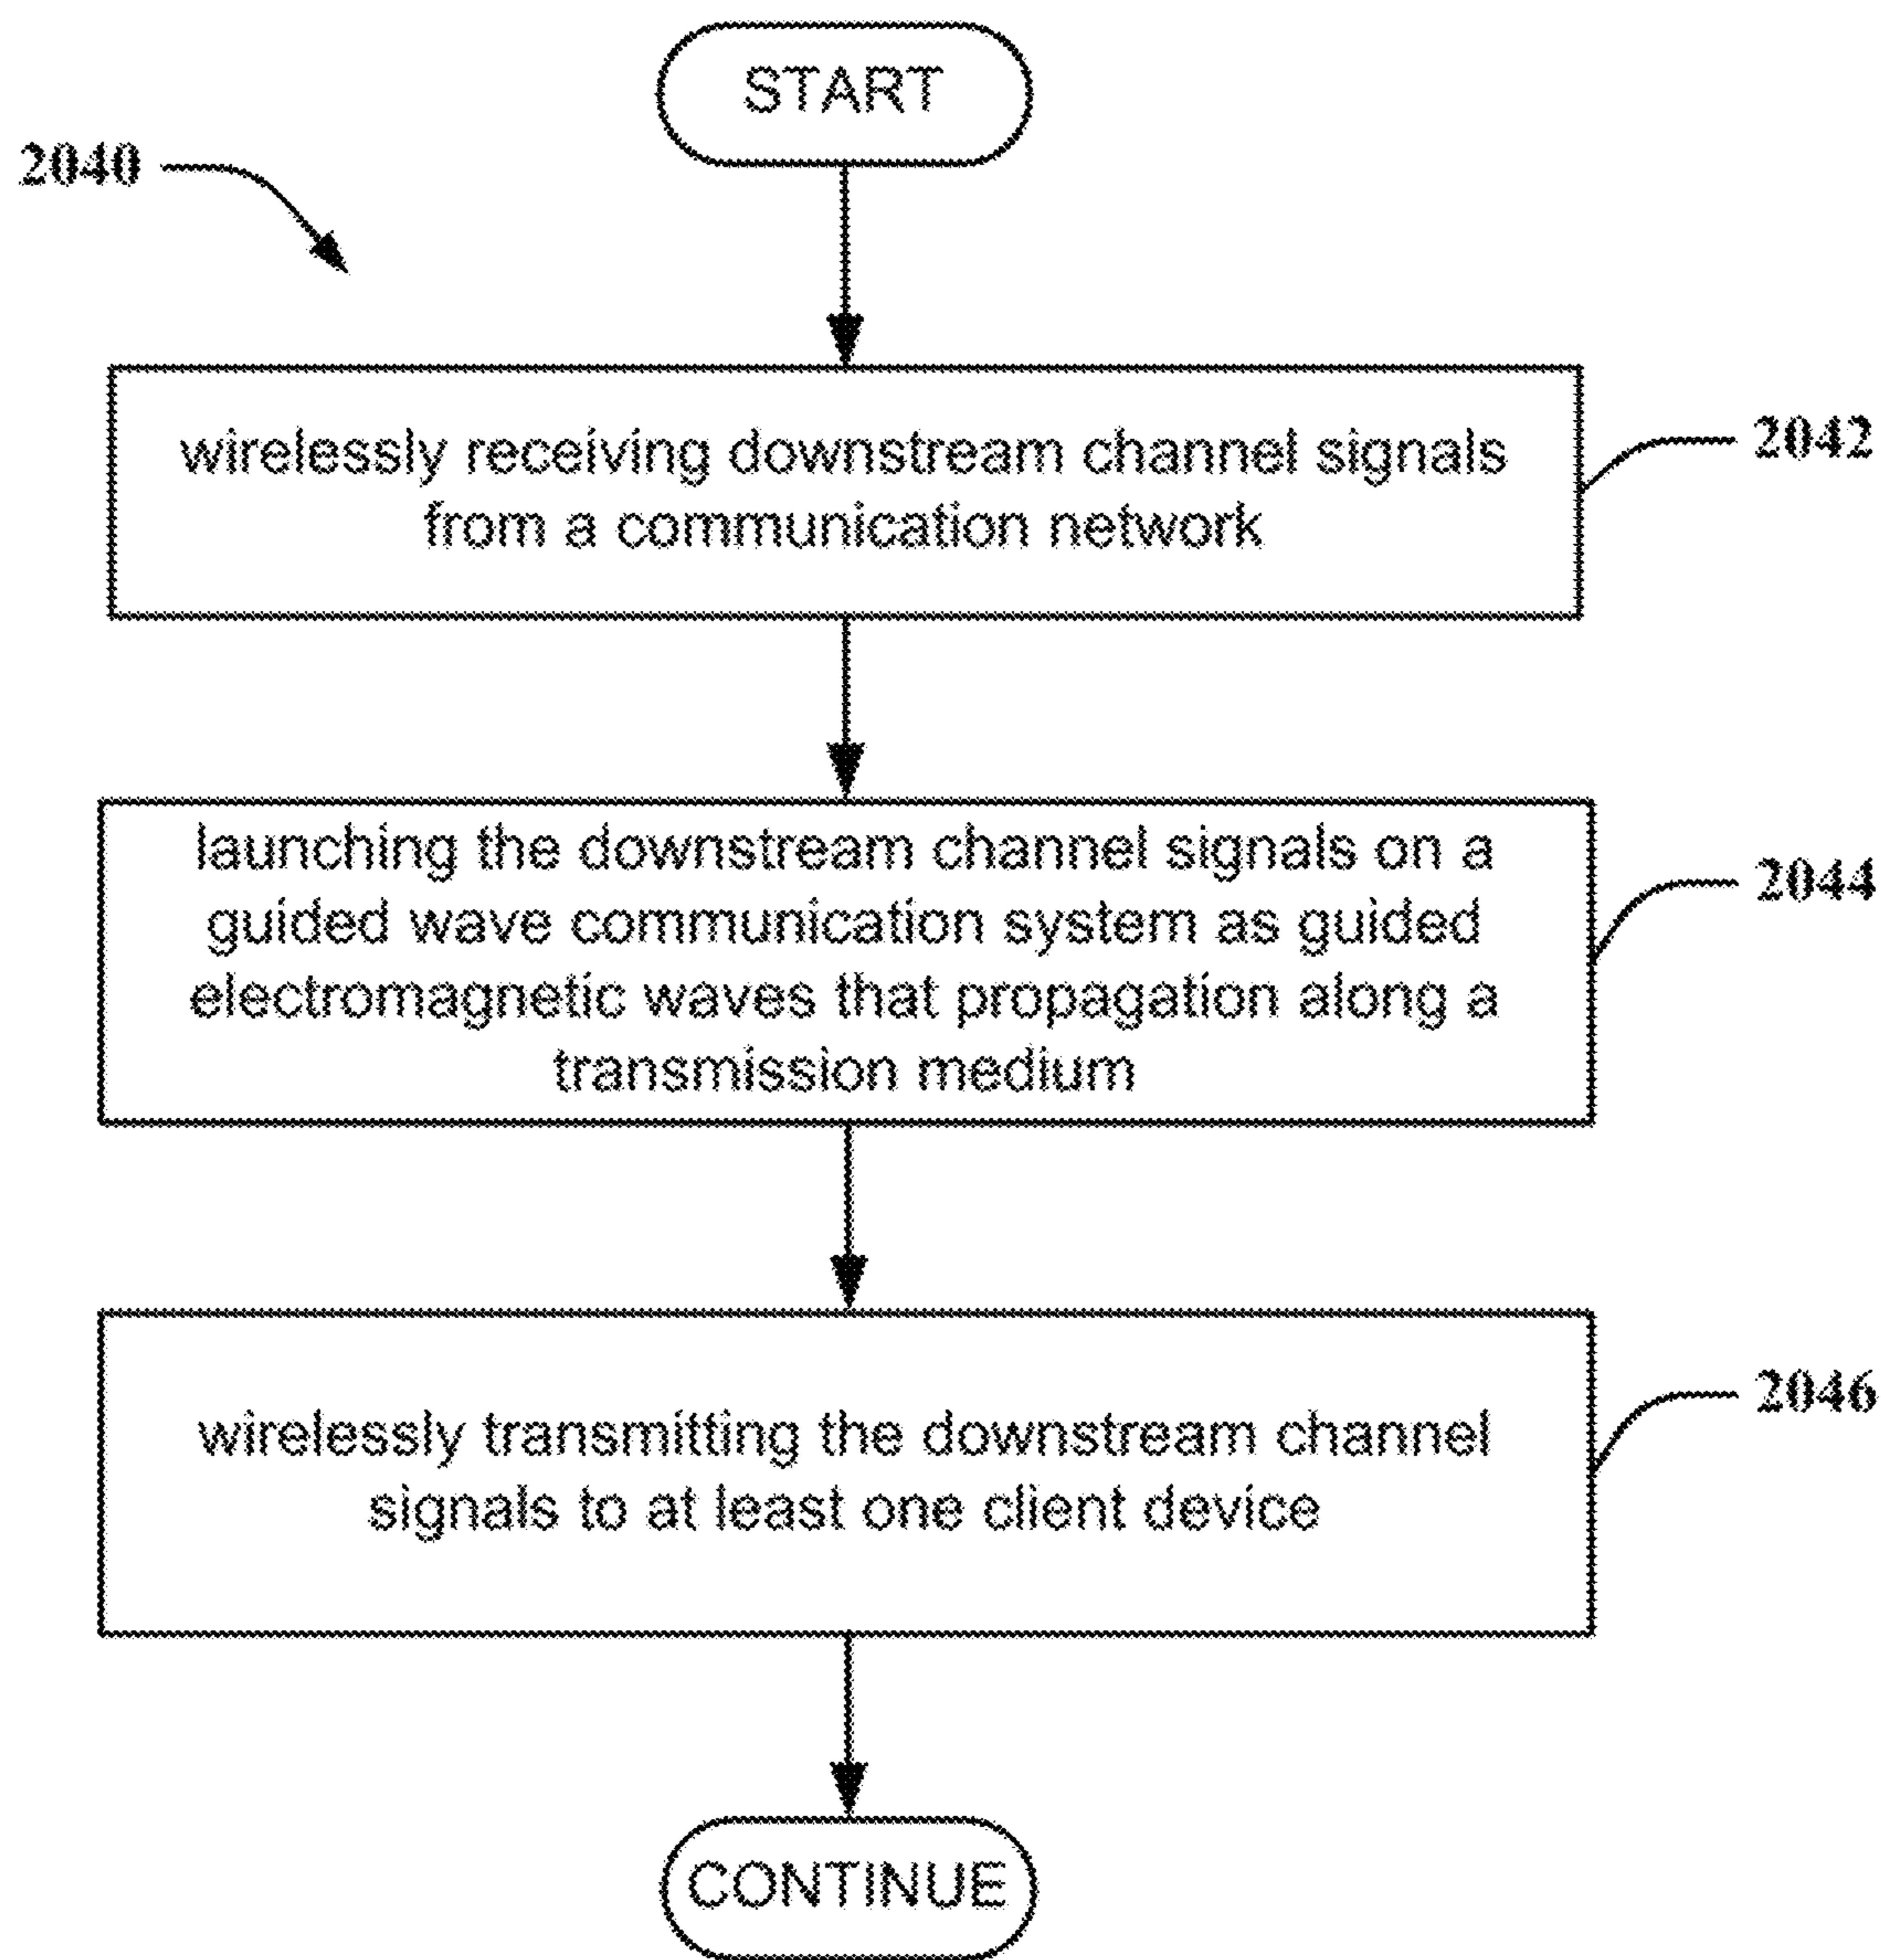 START
2040
wirelessly receiving downstream channel signals
from a communication network
2042
launching the downstream channel signals on a
guided wave communication system as guided
electromagnetic waves that propagation along a
transmission medium
2044
wirelessly transmitting the downstream channel
signals to at least one client device
2046
CONTINUE